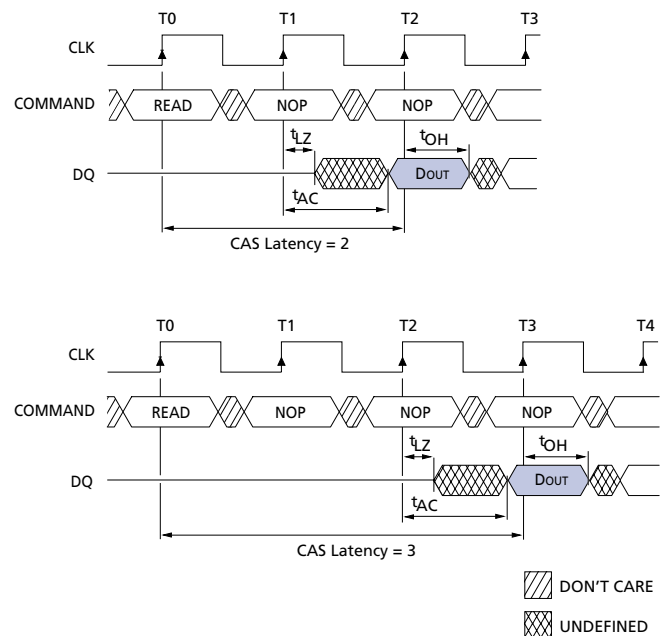 T0 T1 T2 T3
CLK
COMMAND READ NOP NOP
tLZ tOH
DQ DOUT
tAC
CAS Latency = 2
T0 T1 T2 T3 T4
CLK
COMMAND READ NOP NOP NOP
tLZ tOH
DQ DOUT
tAC
CAS Latency = 3
DON'T CARE
UNDEFINED